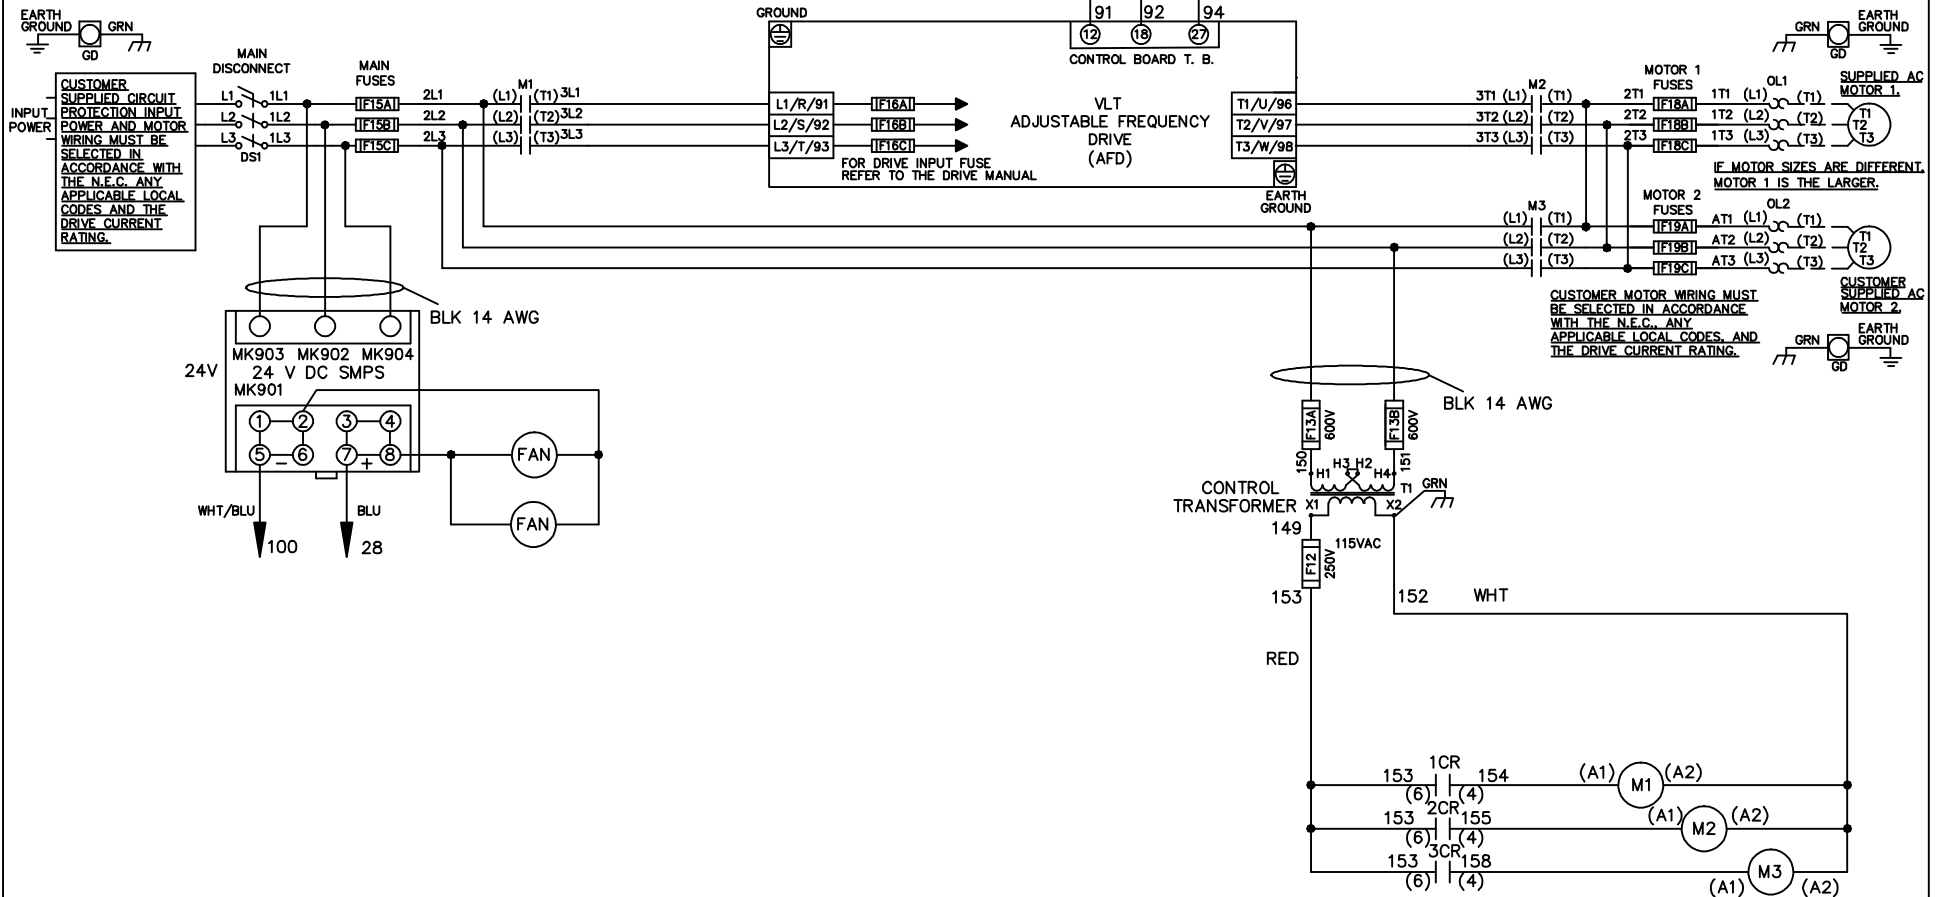 EARTH
GROUND
GRN
GD
GROUND
91 92 94
12 18 27
CONTROL BOARD T. B.
GRN
EARTH
GROUND
GD
INPUT
POWER
CUSTOMER
SUPPLIED CIRCUIT
PROTECTION INPUT
POWER AND MOTOR
WIRING MUST BE
SELECTED IN
ACCORDANCE WITH
THE N.E.C. ANY
APPLICABLE LOCAL
CODES AND THE
DRIVE CURRENT
RATING.
MAIN
DISCONNECT
L1 1L1
L2 1L2
L3 1L3
DS1
MAIN
FUSES
F15A
F15B
F15C
2L1
2L2
2L3
M1
(L1) (T1) 3L1
(L2) (T2) 3L2
(L3) (T3) 3L3
L1/R/91 F16A
L2/S/92 F16B
L3/T/93 F16C
FOR DRIVE INPUT FUSE
REFER TO THE DRIVE MANUAL
VLT
ADJUSTABLE FREQUENCY
DRIVE
(AFD)
T1/U/96
T2/V/97
T3/W/98
EARTH
GROUND
M2
3T1 (L1) (T1)
3T2 (L2) (T2)
3T3 (L3) (T3)
MOTOR 1
FUSES
2T1 F18A 1T1 (L1)
2T2 F18B 1T2 (L2)
2T3 F18C 1T3 (L3)
OL1
(T1)
(T2)
(T3)
SUPPLIED AC
MOTOR 1.
T1
T2
T3
IF MOTOR SIZES ARE DIFFERENT,
MOTOR 1 IS THE LARGER.
M3
(L1) (T1)
(L2) (T2)
(L3) (T3)
MOTOR 2
FUSES
F19A AT1 (L1)
F19B AT2 (L2)
F19C AT3 (L3)
OL2
(T1)
(T2)
(T3)
T1
T2
T3
CUSTOMER
SUPPLIED AC
MOTOR 2.
CUSTOMER MOTOR WIRING MUST
BE SELECTED IN ACCORDANCE
WITH THE N.E.C., ANY
APPLICABLE LOCAL CODES, AND
THE DRIVE CURRENT RATING.
GRN
EARTH
GROUND
GD
BLK 14 AWG
MK903 MK902 MK904
24V
24 V DC SMPS
MK901
1 2 3 4
5 - 6 7 + 8
FAN
FAN
WHT/BLU
BLU
100
28
BLK 14 AWG
F13A
600V
F13B
600V
150
151
H1 H3 H2 H4
T1
GRN
CONTROL
TRANSFORMER
X1 X2
149
115VAC
F12
250V
153
152
WHT
RED
1CR
153 154
(6) (4)
(A1) M1 (A2)
2CR
153 155
(6) (4)
(A1) M2 (A2)
3CR
153 158
(6) (4)
(A1) M3 (A2)